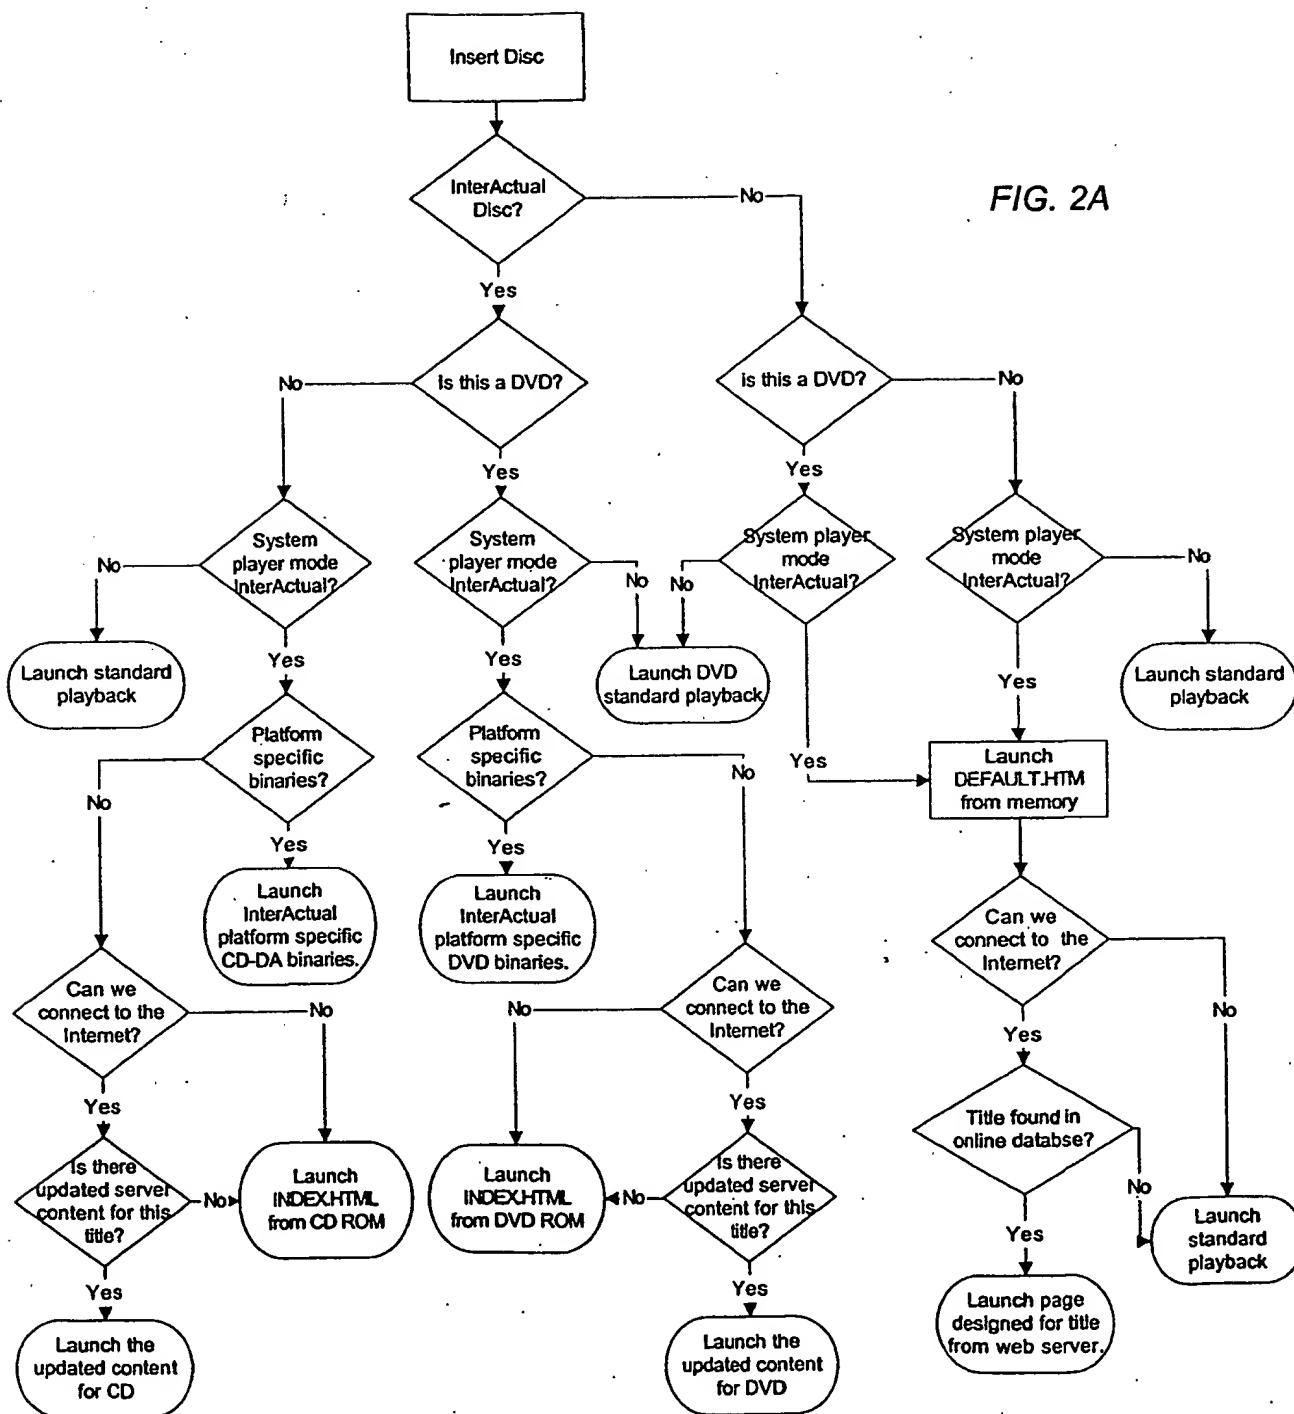 Insert Disc
InterActual
Disc?
No
FIG. 2A
Yes
No
Is this a DVD?
is this a DVD?
No
Yes
Yes
System
player mode
InterActual?
No
System
player mode
InterActual?
No
System player
mode
InterActual?
No
System player
mode
InterActual?
No
Launch standard
playback
Yes
Yes
Launch DVD
standard playback
Yes
Launch standard
playback
Platform
specific
binaries?
No
Platform
specific
binaries?
No
Yes
Launch
DEFAULT.HTM
from memory
Yes
Yes
Launch
InterActual
platform specific
CD-DA binaries.
Launch
InterActual
platform specific
DVD binaries.
Can we
connect to the
Internet?
No
Can we
connect to the
Internet?
No
Can we
connect to the
Internet?
No
Yes
Yes
Yes
Title found in
online databse?
No
Is there
updated server
content for this
title?
No
Launch
INDEX.HTML
from CD ROM
Launch
INDEX.HTML
from DVD ROM
No
Is there
updated server
content for this
title?
Yes
Launch
standard
playback
Yes
Yes
Launch the
updated content
for CD
Launch the
updated content
for DVD
Launch page
designed for title
from web server.